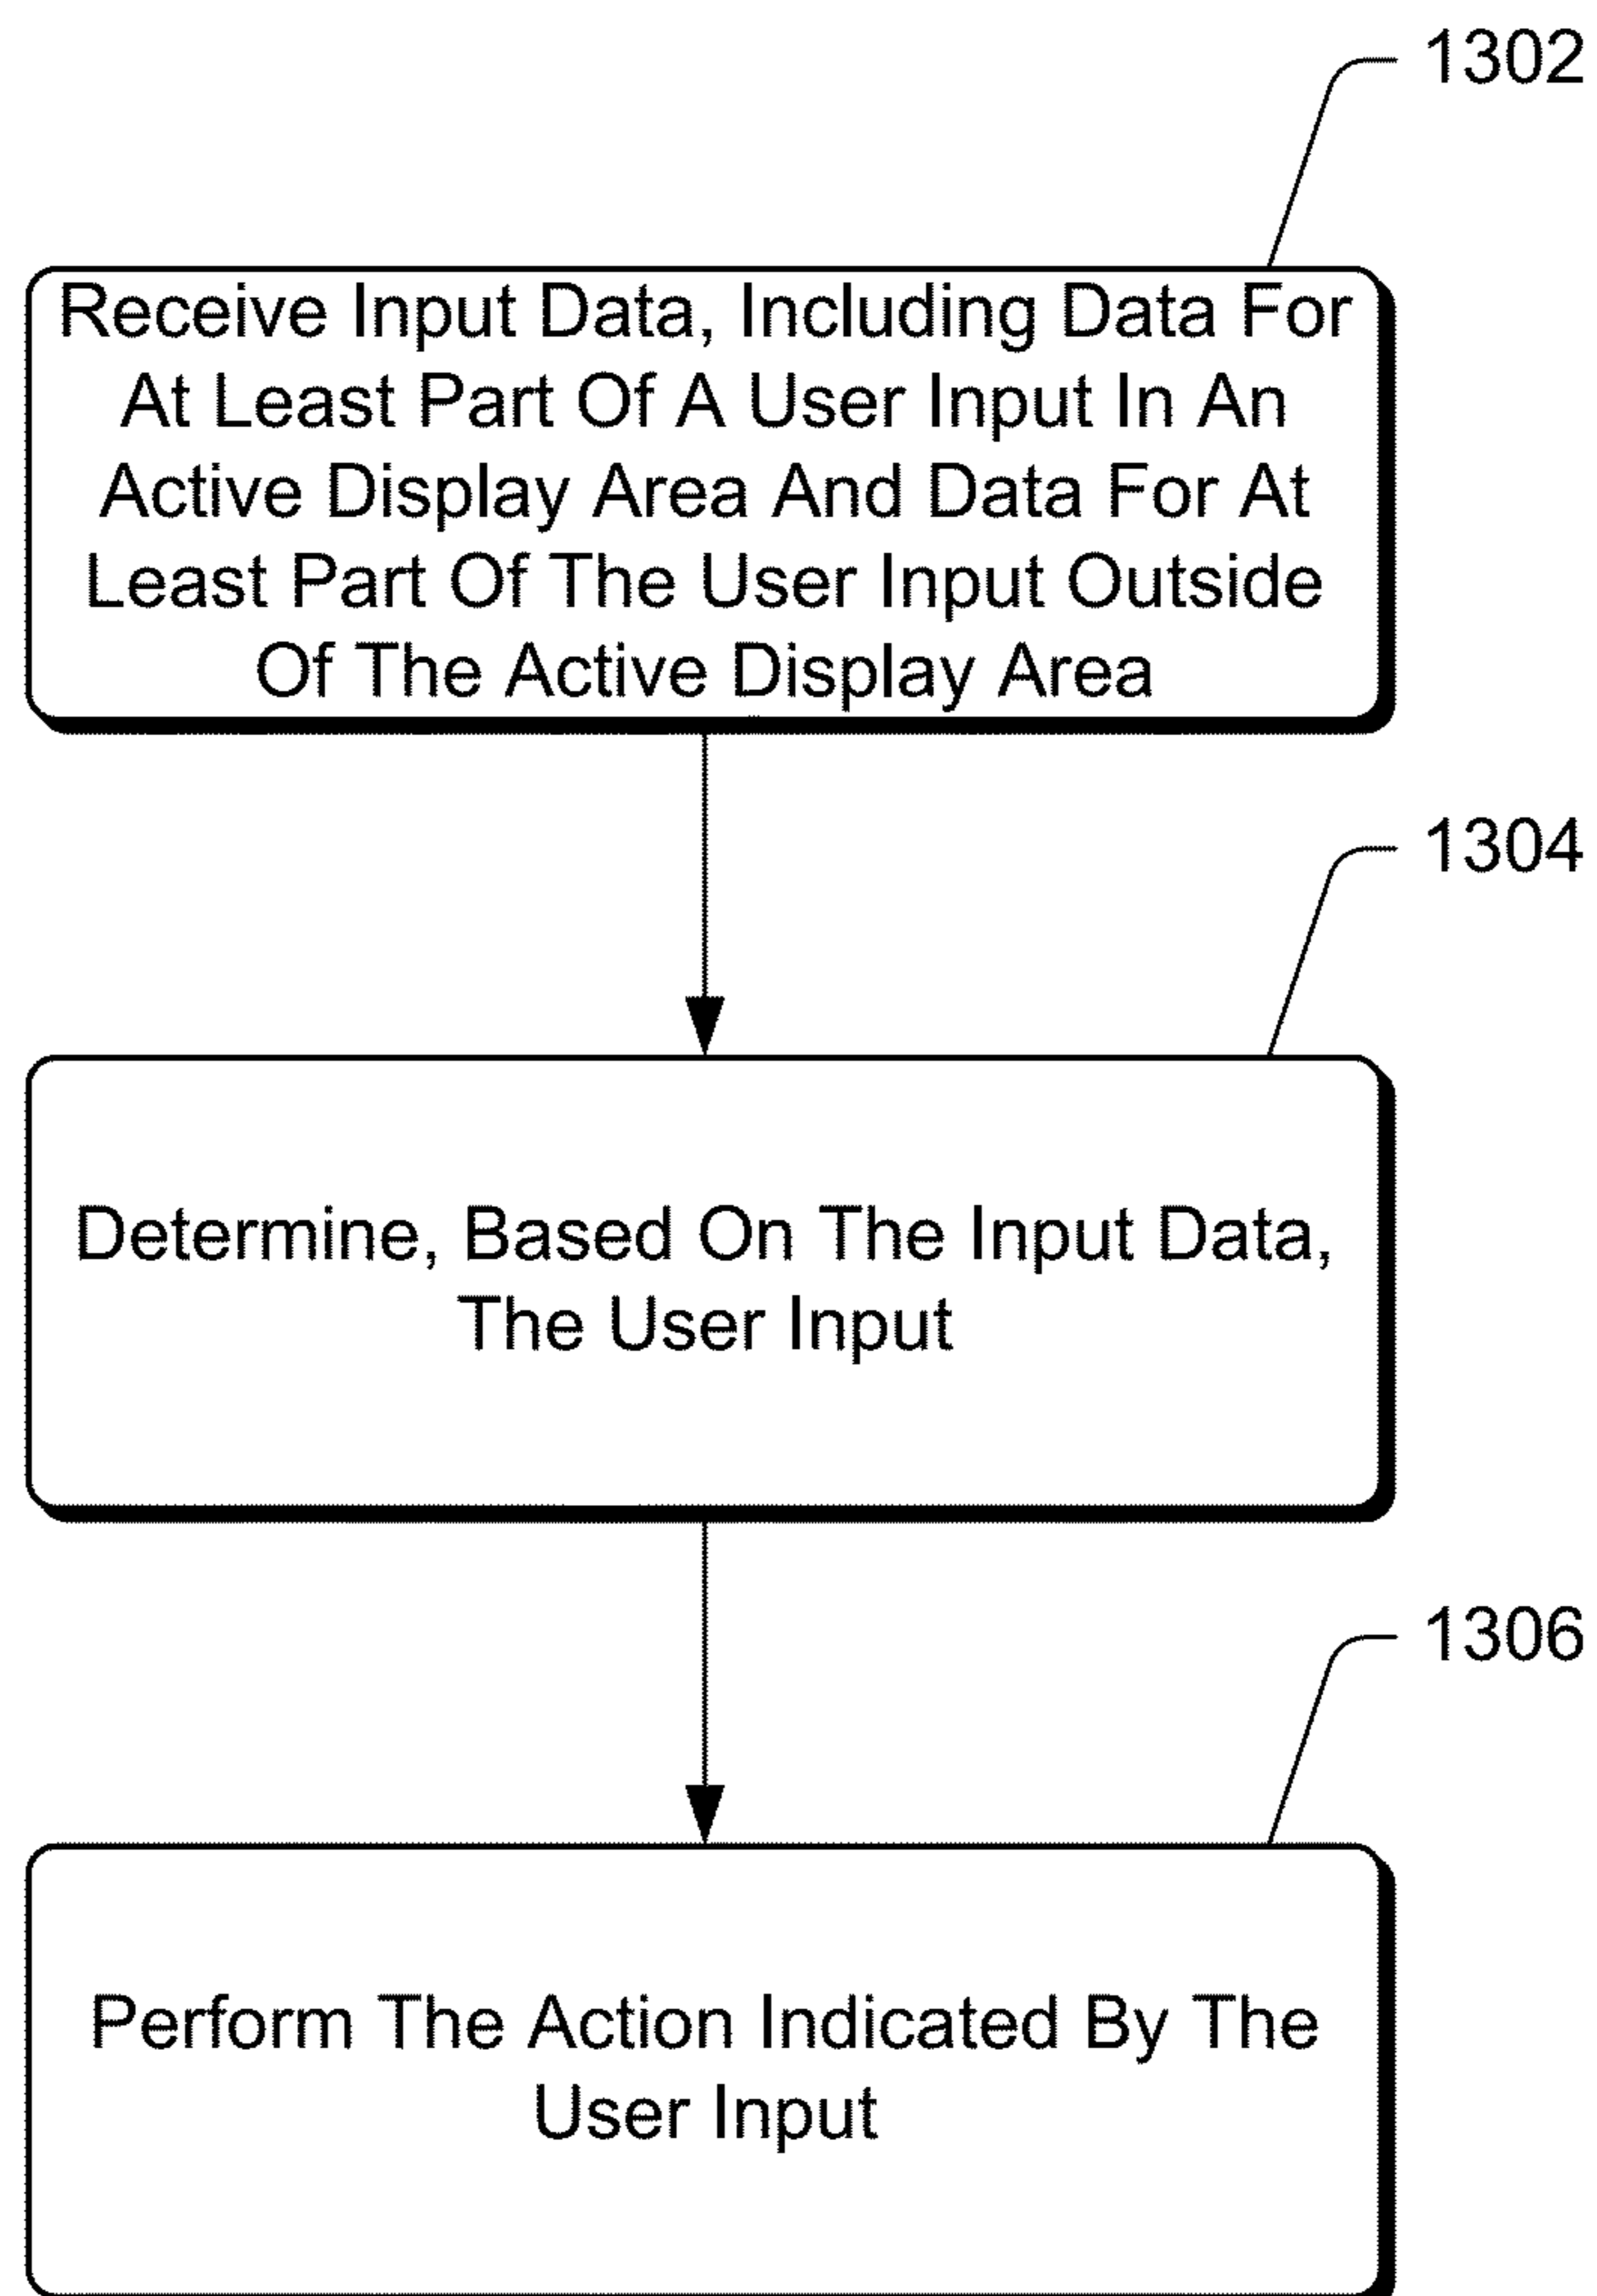 1302
Receive Input Data, Including Data For
At Least Part Of A User Input In An
Active Display Area And Data For At
Least Part Of The User Input Outside
Of The Active Display Area
1304
Determine, Based On The Input Data,
The User Input
1306
Perform The Action Indicated By The
User Input